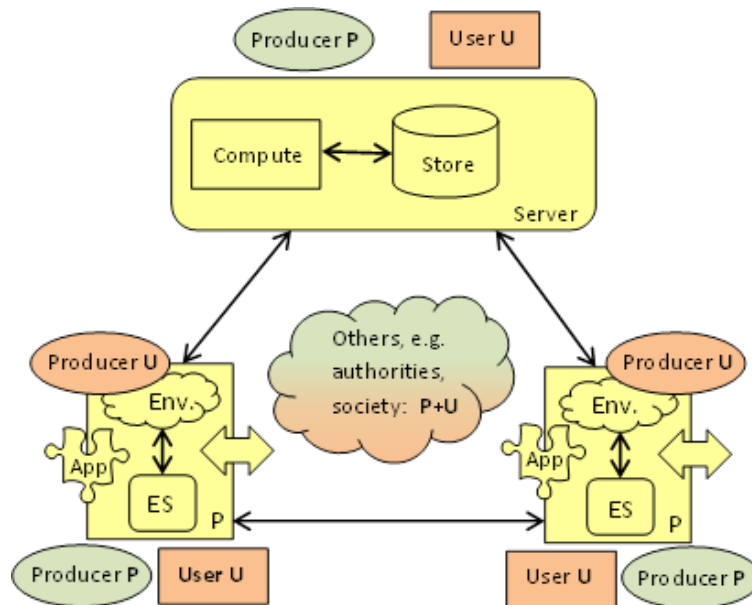 Producer P
User U
Compute
Store
Server
Others, e.g.
authorities,
society: P+U
Producer U
Env.
App
ES
P
Producer P
User U
Producer U
Env.
App
ES
P
User U
Producer P